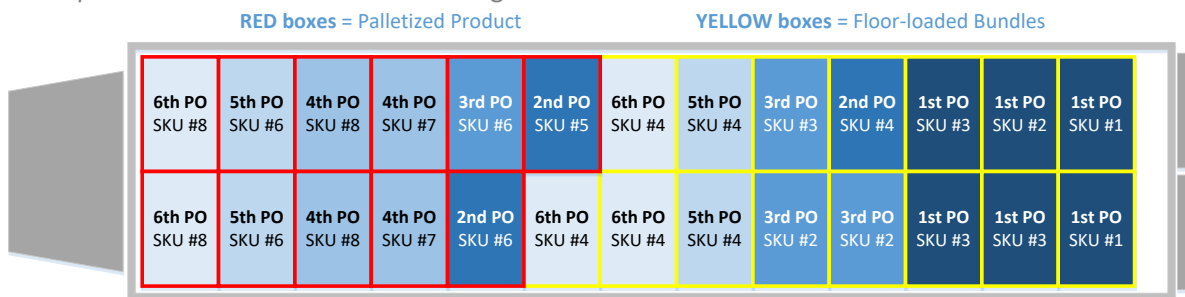 RED boxes = Palletized Product
YELLOW boxes = Floor-loaded Bundles
6th PO 5th PO 4th PO 4th PO 3rd PO 2nd PO 6th PO 5th PO 3rd PO 2nd PO 1st PO 1st PO 1st PO
SKU #8 SKU #6 SKU #8 SKU #7 SKU #6 SKU #5 SKU #4 SKU #4 SKU #3 SKU #4 SKU #3 SKU #2 SKU #1
6th PO 5th PO 4th PO 4th PO 2nd PO 6th PO 6th PO 5th PO 3rd PO 3rd PO 1st PO 1st PO 1st PO
SKU #8 SKU #6 SKU #8 SKU #7 SKU #6 SKU #4 SKU #4 SKU #4 SKU #2 SKU #2 SKU #3 SKU #3 SKU #1